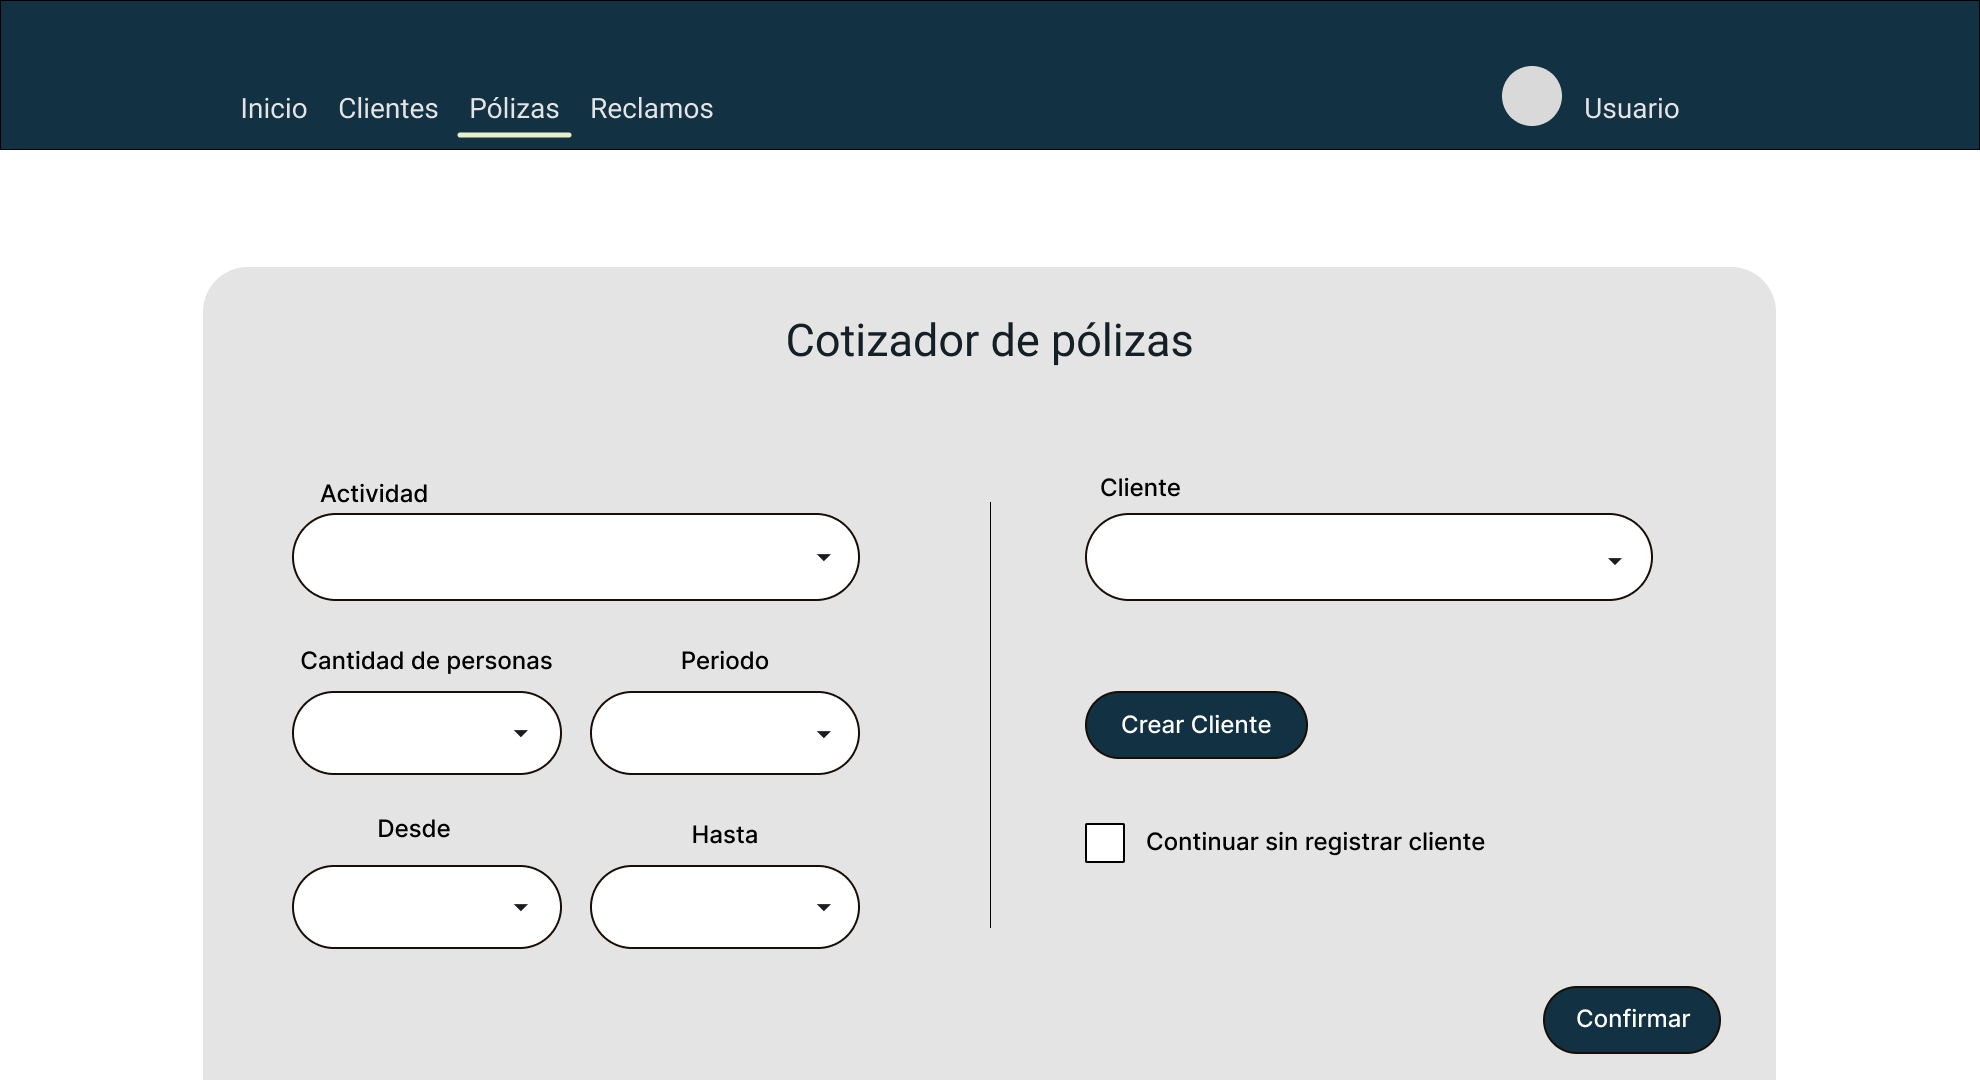 Inicio Clientes Pólizas Reclamos Usuario
Cotizador de pólizas
Actividad
Cantidad de personas Periodo
Desde Hasta
Cliente
Crear Cliente
Continuar sin registrar cliente
Confirmar